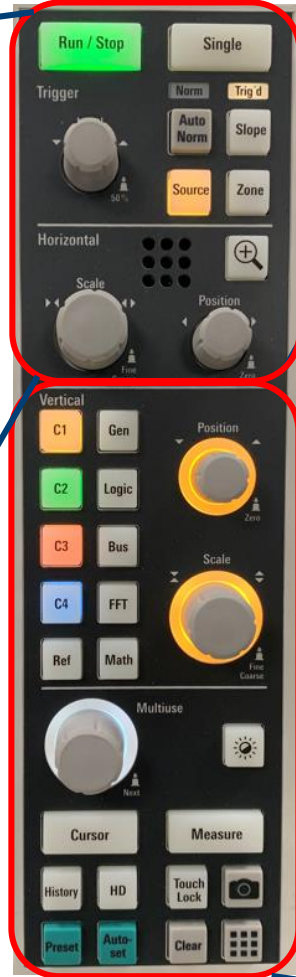 Run / Stop
Single
Trigger
Norm
Trig'd
Auto
Norm
Slope
50%
Source
Zone
Horizontal
Scale
Position
Fine
Zero
Vertical
C1
Gen
Position
C2
Logic
Zero
C3
Bus
Scale
C4
FFT
Ref
Math
Fine
Coarse
Multiuse
Next
Cursor
Measure
History
HD
Touch
Lock
Preset
Auto-
set
Clear